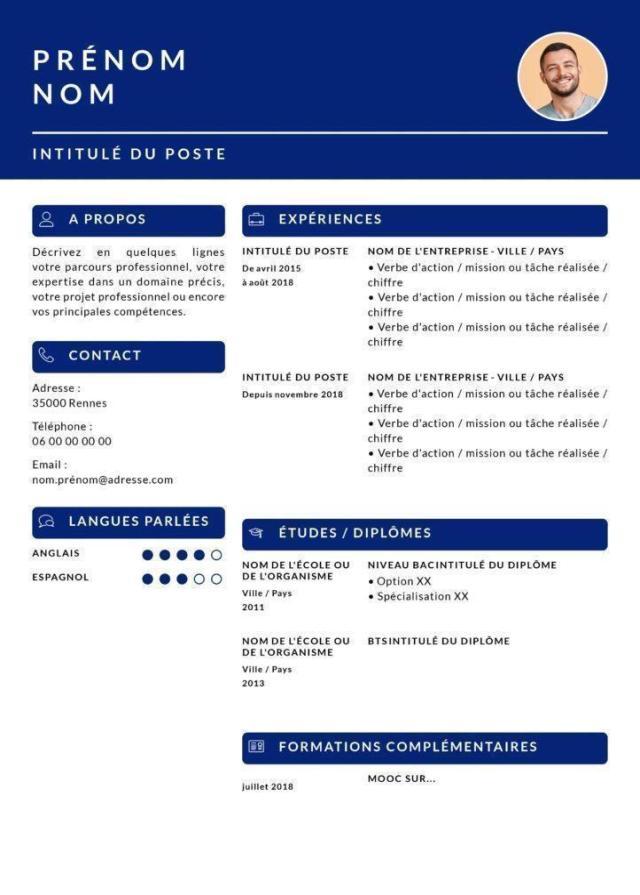 PRÉNOM
NOM
INTITULÉ DU POSTE
A PROPOS
Décrivez en quelques lignes
votre parcours professionnel, votre
expertise dans un domaine précis,
votre projet professionnel ou encore
vos principales compétences.
CONTACT
Adresse :
35000 Rennes
Téléphone :
06 00 00 00 00
Email :
nom.prénom@adresse.com
LANGUES PARLÉES
ANGLAIS
ESPAGNOL
EXPÉRIENCES
INTITULÉ DU POSTE
De avril 2015
à août 2018
NOM DE L'ENTREPRISE - VILLE / PAYS
• Verbe d'action / mission ou tâche réalisée /
chiffre
• Verbe d'action / mission ou tâche réalisée /
chiffre
• Verbe d'action / mission ou tâche réalisée /
chiffre
INTITULÉ DU POSTE
Depuis novembre 2018
NOM DE L'ENTREPRISE - VILLE / PAYS
• Verbe d'action / mission ou tâche réalisée /
chiffre
• Verbe d'action / mission ou tâche réalisée /
chiffre
• Verbe d'action / mission ou tâche réalisée /
chiffre
ÉTUDES / DIPLÔMES
NOM DE L'ÉCOLE OU
DE L'ORGANISME
Ville / Pays
2011
NIVEAU BACINTITULÉ DU DIPLÔME
• Option XX
• Spécialisation XX
NOM DE L'ÉCOLE OU
DE L'ORGANISME
Ville / Pays
2013
BTSINTITULÉ DU DIPLÔME
FORMATIONS COMPLÉMENTAIRES
juillet 2018
MOOC SUR...